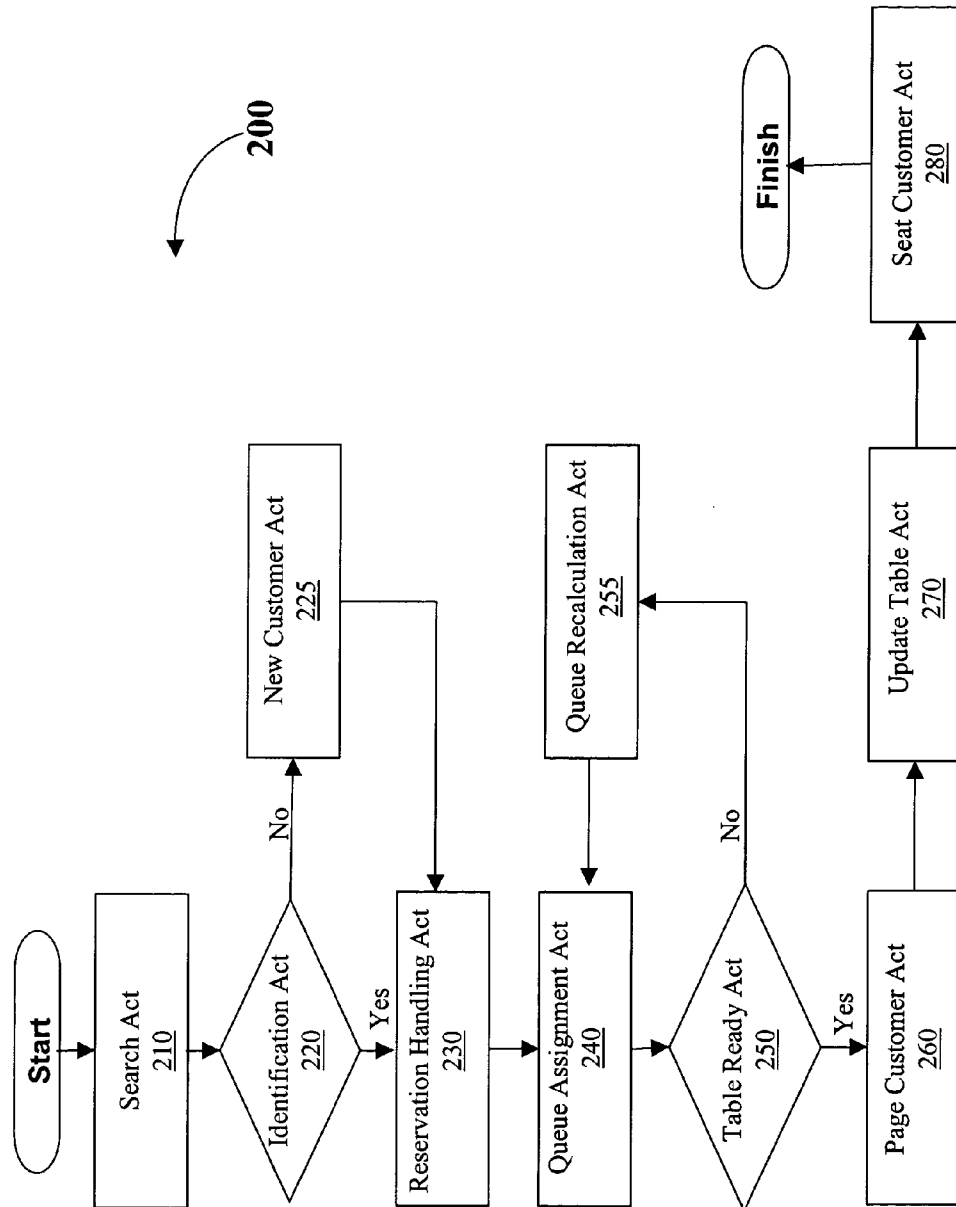 200
Start
Search Act
210
Identification Act
220
No
New Customer Act
225
Yes
Reservation Handling Act
230
Queue Assignment Act
240
Queue Recalculation Act
255
Table Ready Act
250
No
Yes
Page Customer Act
260
Update Table Act
270
Seat Customer Act
280
Finish